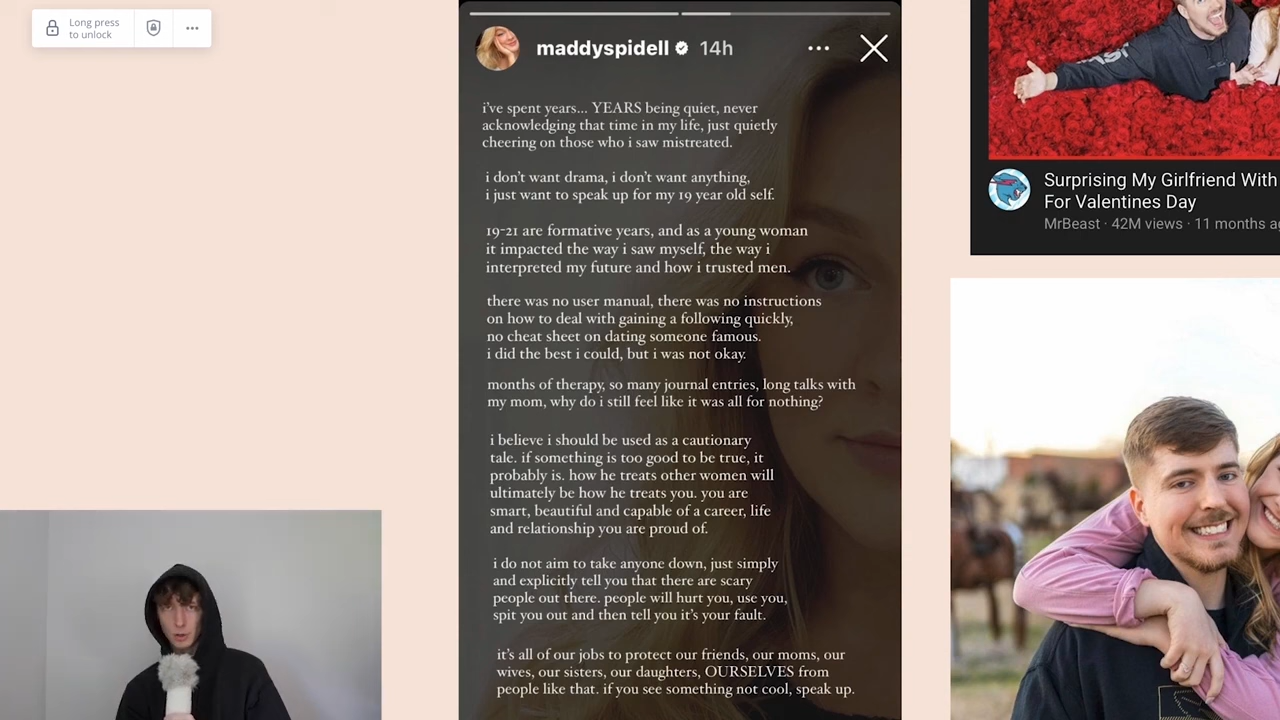 Long press
to unlock
maddyspidell 14h
i've spent years... YEARS being quiet, never
acknowledging that time in my life, just quietly
cheering on those who i saw mistreated.
i don't want drama, i don't want anything,
i just want to speak up for my 19 year old self.
19-21 are formative years, and as a young woman
it impacted the way i saw myself, the way i
interpreted my future and how i trusted men.
there was no user manual, there was no instructions
on how to deal with gaining a following quickly,
no cheat sheet on dating someone famous.
i did the best i could, but i was not okay.
months of therapy, so many journal entries, long talks with
my mom, why do i still feel like it was all for nothing?
i believe i should be used as a cautionary
tale. if something is too good to be true, it
probably is. how he treats other women will
ultimately be how he treats you. you are
smart, beautiful and capable of a career, life
and relationship you are proud of.
i do not aim to take anyone down, just simply
and explicitly tell you that there are scary
people out there. people will hurt you, use you,
spit you out and then tell you it's your fault.
it's all of our jobs to protect our friends, our moms, our
wives, our sisters, our daughters, OURSELVES from
people like that. if you see something not cool, speak up.
Surprising My Girlfriend With
For Valentines Day
MrBeast · 42M views · 11 months